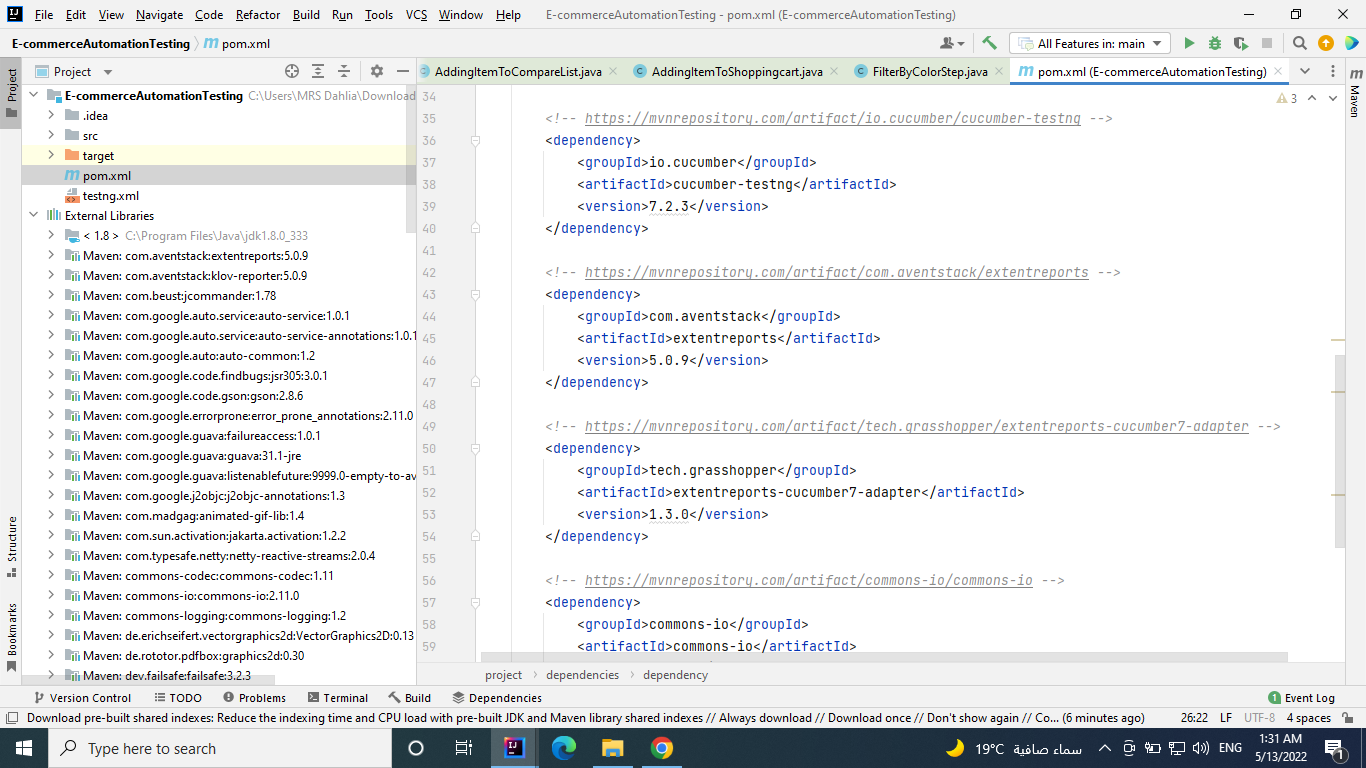 File Edit View Navigate Code Refactor Build Run Tools VCS Window Help E-commerceAutomationTesting - pom.xml (E-commerceAutomationTesting)
E-commerceAutomationTesting m pom.xml All Features in: main
Project AddingItemToCompareList.java AddingItemToShoppingcart.java FilterByColorStep.java pom.xml (E-commerceAutomationTesting)
Project
Structure
Bookmarks
Maven
E-commerceAutomationTesting C:\Users\MRS Dahlia\Download
.idea
src
target
pom.xml
testng.xml
External Libraries
< 1.8 > C:\Program Files\Java\jdk1.8.0_333
Maven: com.aventstack:extentreports:5.0.9
Maven: com.aventstack:klov-reporter:5.0.9
Maven: com.beust:jcommander:1.78
Maven: com.google.auto.service:auto-service:1.0.1
Maven: com.google.auto.service:auto-service-annotations:1.0.1
Maven: com.google.auto:auto-common:1.2
Maven: com.google.code.findbugs:jsr305:3.0.1
Maven: com.google.code.gson:gson:2.8.6
Maven: com.google.errorprone:error_prone_annotations:2.11.0
Maven: com.google.guava:failureaccess:1.0.1
Maven: com.google.guava:guava:31.1-jre
Maven: com.google.guava:listenablefuture:9999.0-empty-to-av
Maven: com.google.j2objc:j2objc-annotations:1.3
Maven: com.madgag:animated-gif-lib:1.4
Maven: com.sun.activation:jakarta.activation:1.2.2
Maven: com.typesafe.netty:netty-reactive-streams:2.0.4
Maven: commons-codec:commons-codec:1.11
Maven: commons-io:commons-io:2.11.0
Maven: commons-logging:commons-logging:1.2
Maven: de.erichseifert.vectorgraphics2d:VectorGraphics2D:0.13
Maven: de.rototor.pdfbox:graphics2d:0.30
Maven: dev.failsafe:failsafe:3.2.3
3
34
35 <!-- https://mvnrepository.com/artifact/io.cucumber/cucumber-testng -->
36 <dependency>
37 <groupId>io.cucumber</groupId>
38 <artifactId>cucumber-testng</artifactId>
39 <version>7.2.3</version>
40 </dependency>
41
42 <!-- https://mvnrepository.com/artifact/com.aventstack/extentreports -->
43 <dependency>
44 <groupId>com.aventstack</groupId>
45 <artifactId>extentreports</artifactId>
46 <version>5.0.9</version>
47 </dependency>
48
49 <!-- https://mvnrepository.com/artifact/tech.grasshopper/extentreports-cucumber7-adapter -->
50 <dependency>
51 <groupId>tech.grasshopper</groupId>
52 <artifactId>extentreports-cucumber7-adapter</artifactId>
53 <version>1.3.0</version>
54 </dependency>
55
56 <!-- https://mvnrepository.com/artifact/commons-io/commons-io -->
57 <dependency>
58 <groupId>commons-io</groupId>
59 <artifactId>commons-io</artifactId>
project › dependencies › dependency
Version Control TODO Problems Terminal Build Dependencies 1 Event Log
Download pre-built shared indexes: Reduce the indexing time and CPU load with pre-built JDK and Maven library shared indexes // Always download // Download once // Don't show again // Co... (6 minutes ago) 26:22 LF UTF-8 4 spaces
Type here to search 19°C سماء صافية ENG 1:31 AM
5/13/2022 1